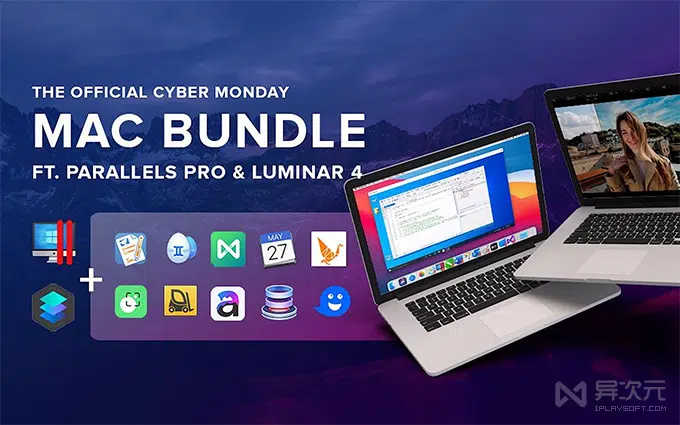 THE OFFICIAL CYBER MONDAY
MAC BUNDLE
FT. PARALLELS PRO & LUMINAR 4
MAY
27
+
a
异次元
IPLAYSOFT.COM